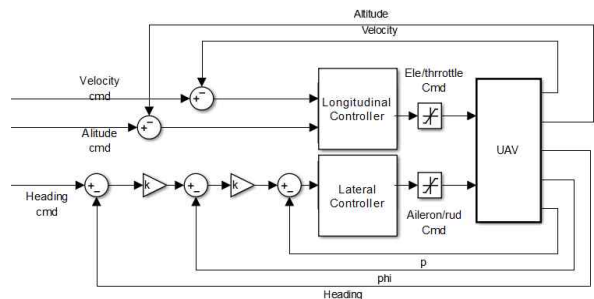 Altitude
Velocity
Velocity
cmd
Ele/thrrottle
Cmd
+
−
Longitudinal
Controller
+
−
Alitude
cmd
UAV
Heading
cmd
+
−
k
+
−
k
+
−
Lateral
Controller
Aileron/rud
Cmd
p
phi
Heading